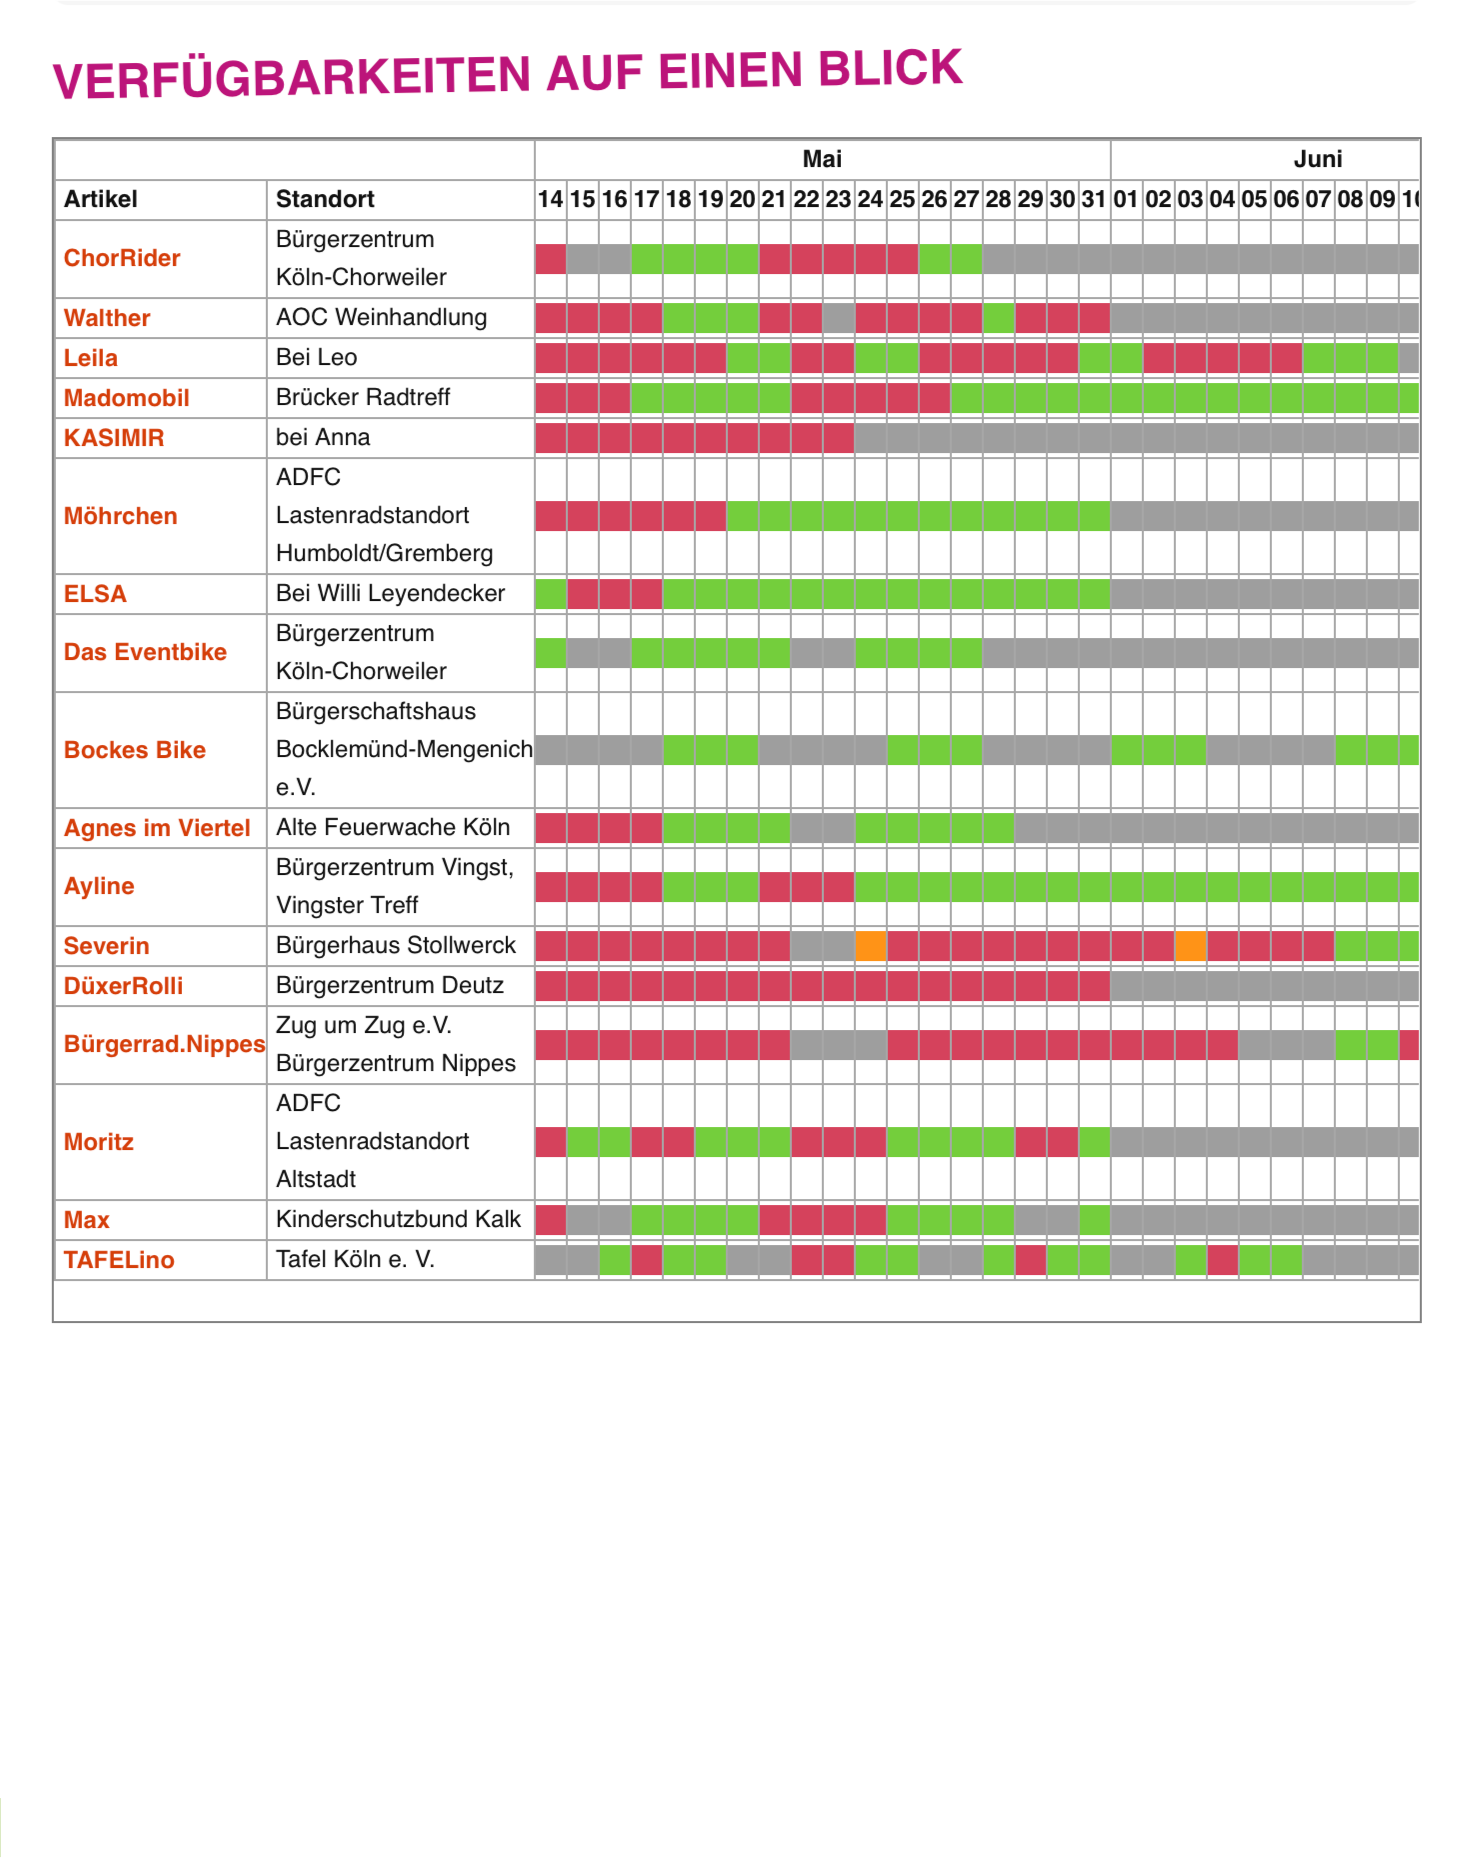 VERFÜGBARKEITEN AUF EINEN BLICK
Mai Juni
Artikel Standort 14 15 16 17 18 19 20 21 22 23 24 25 26 27 28 29 30 31 01 02 03 04 05 06 07 08 09
ChorRider Bürgerzentrum
Köln-Chorweiler
Walther AOC Weinhandlung
Leila Bei Leo
Madomobil Brücker Radtreff
KASIMIR bei Anna
ADFC
Möhrchen Lastenradstandort
Humboldt/Gremberg
ELSA Bei Willi Leyendecker
Das Eventbike Bürgerzentrum
Köln-Chorweiler
Bürgerschaftshaus
Bockes Bike Bocklemünd-Mengenich
e.V.
Agnes im Viertel Alte Feuerwache Köln
Ayline Bürgerzentrum Vingst,
Vingster Treff
Severin Bürgerhaus Stollwerck
DüxerRolli Bürgerzentrum Deutz
Bürgerrad.Nippes Zug um Zug e.V.
Bürgerzentrum Nippes
ADFC
Moritz Lastenradstandort
Altstadt
Max Kinderschutzbund Kalk
TAFELino Tafel Köln e. V.